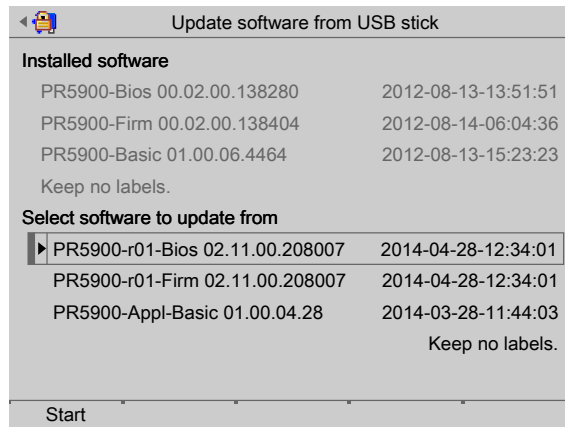 Update software from USB stick
Installed software
PR5900-Bios 00.02.00.138280 2012-08-13-13:51:51
PR5900-Firm 00.02.00.138404 2012-08-14-06:04:36
PR5900-Basic 01.00.06.4464 2012-08-13-15:23:23
Keep no labels.
Select software to update from
PR5900-r01-Bios 02.11.00.208007 2014-04-28-12:34:01
PR5900-r01-Firm 02.11.00.208007 2014-04-28-12:34:01
PR5900-Appl-Basic 01.00.04.28 2014-03-28-11:44:03
Keep no labels.
Start